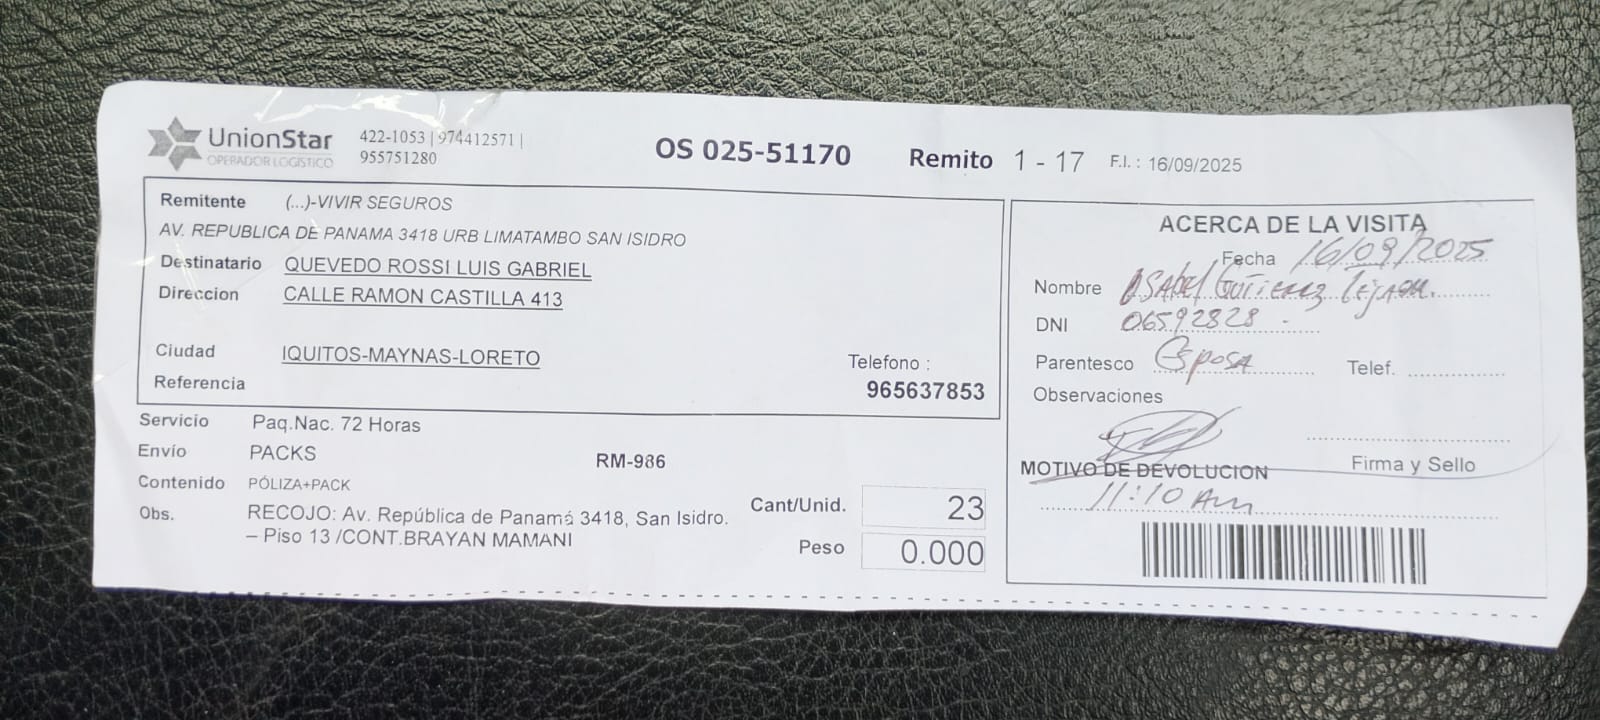 UnionStar
OPERADOR LOGÍSTICO
422-1053 | 974412571 |
955751280
OS 025-51170
Remito 1 - 17
F.I. : 16/09/2025
Remitente (...)-VIVIR SEGUROS
AV. REPUBLICA DE PANAMA 3418 URB LIMATAMBO SAN ISIDRO
Destinatario QUEVEDO ROSSI LUIS GABRIEL
Direccion CALLE RAMON CASTILLA 413
Ciudad IQUITOS-MAYNAS-LORETO
Telefono :
Referencia
965637853
Servicio Paq.Nac. 72 Horas
Envío PACKS
RM-986
Contenido PÓLIZA+PACK
Obs. RECOJO: Av. República de Panamá 3418, San Isidro.
– Piso 13 /CONT.BRAYAN MAMANI
Cant/Unid. 23
Peso 0.000
ACERCA DE LA VISITA
Fecha 16/09/2025
Nombre Isabel Gutierrez
DNI 06592828
Parentesco Esposa Telef.
Observaciones
Firma y Sello
MOTIVO DE DEVOLUCION
11:10 Am